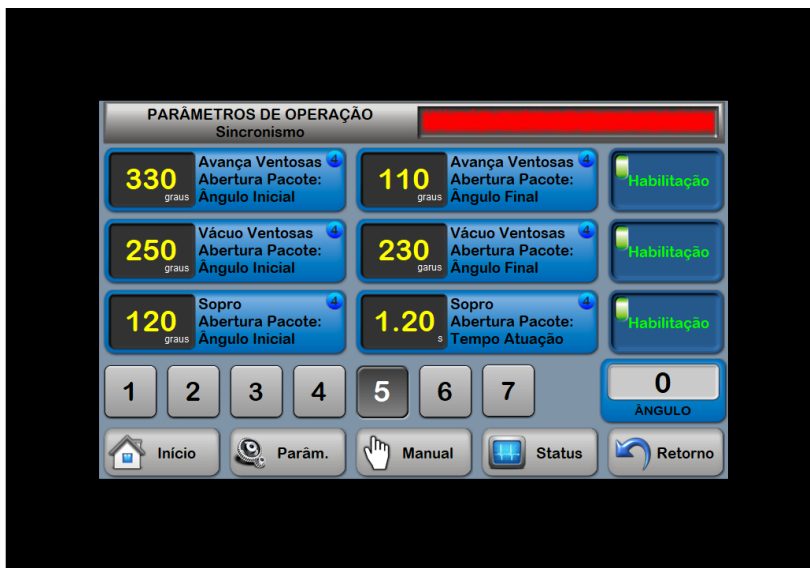 PARÂMETROS DE OPERAÇÃO
Sincronismo
330
graus
Avança Ventosas
Abertura Pacote:
Ângulo Inicial
4
110
graus
Avança Ventosas
Abertura Pacote:
Ângulo Final
4
Habilitação
250
graus
Vácuo Ventosas
Abertura Pacote:
Ângulo Inicial
4
230
garus
Vácuo Ventosas
Abertura Pacote:
Ângulo Final
4
Habilitação
120
graus
Sopro
Abertura Pacote:
Ângulo Inicial
4
1.20
s
Sopro
Abertura Pacote:
Tempo Atuação
4
Habilitação
1 2 3 4 5 6 7
0
ÂNGULO
Início
Parâm.
Manual
Status
Retorno